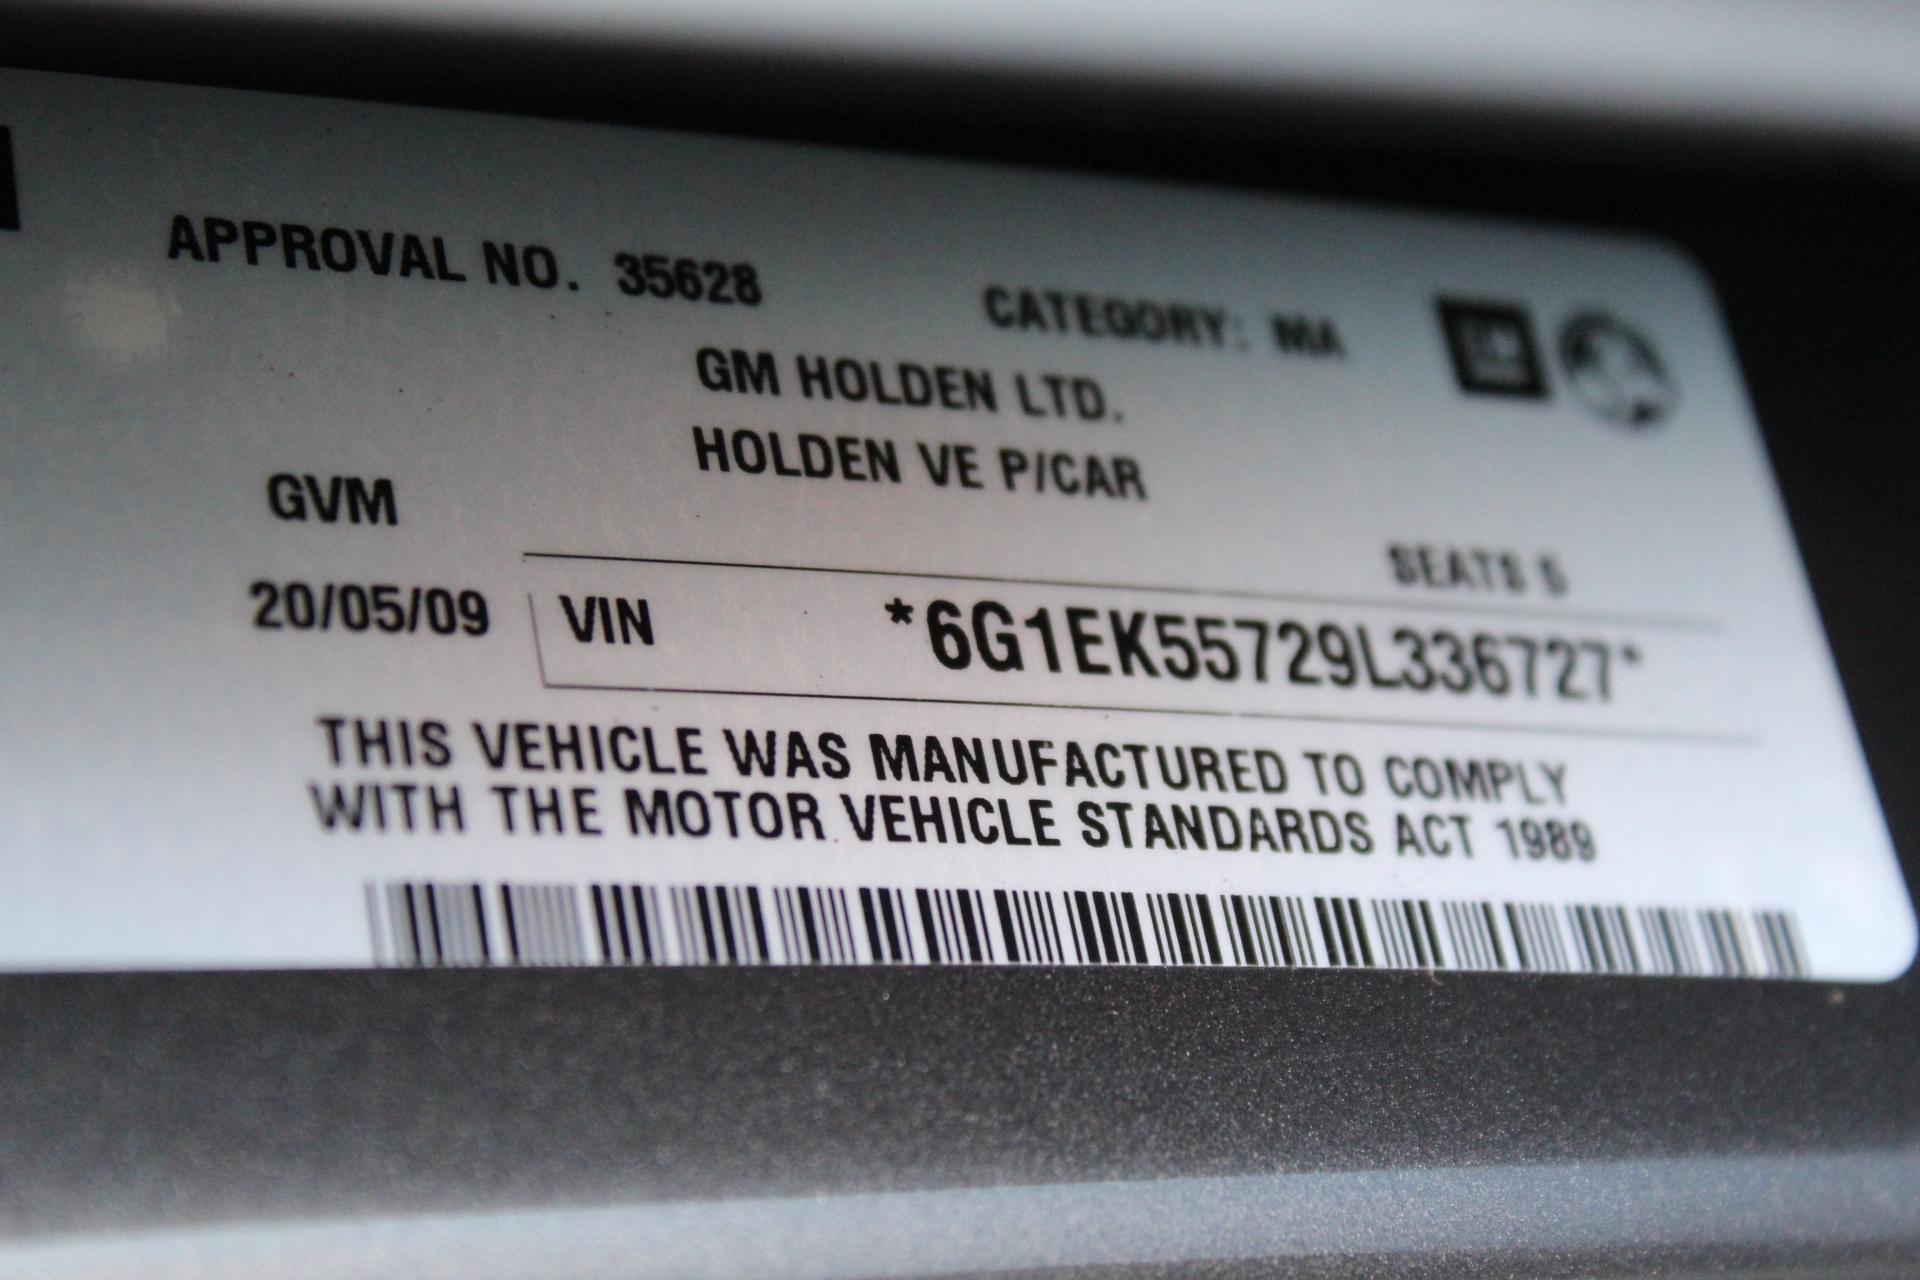 APPROVAL NO. 35628
CATEGORY: MA
GM HOLDEN LTD.
HOLDEN VE P/CAR
GVM
SEATS 5
20/05/09 VIN *6G1EK55729L336727*
THIS VEHICLE WAS MANUFACTURED TO COMPLY
WITH THE MOTOR VEHICLE STANDARDS ACT 1989